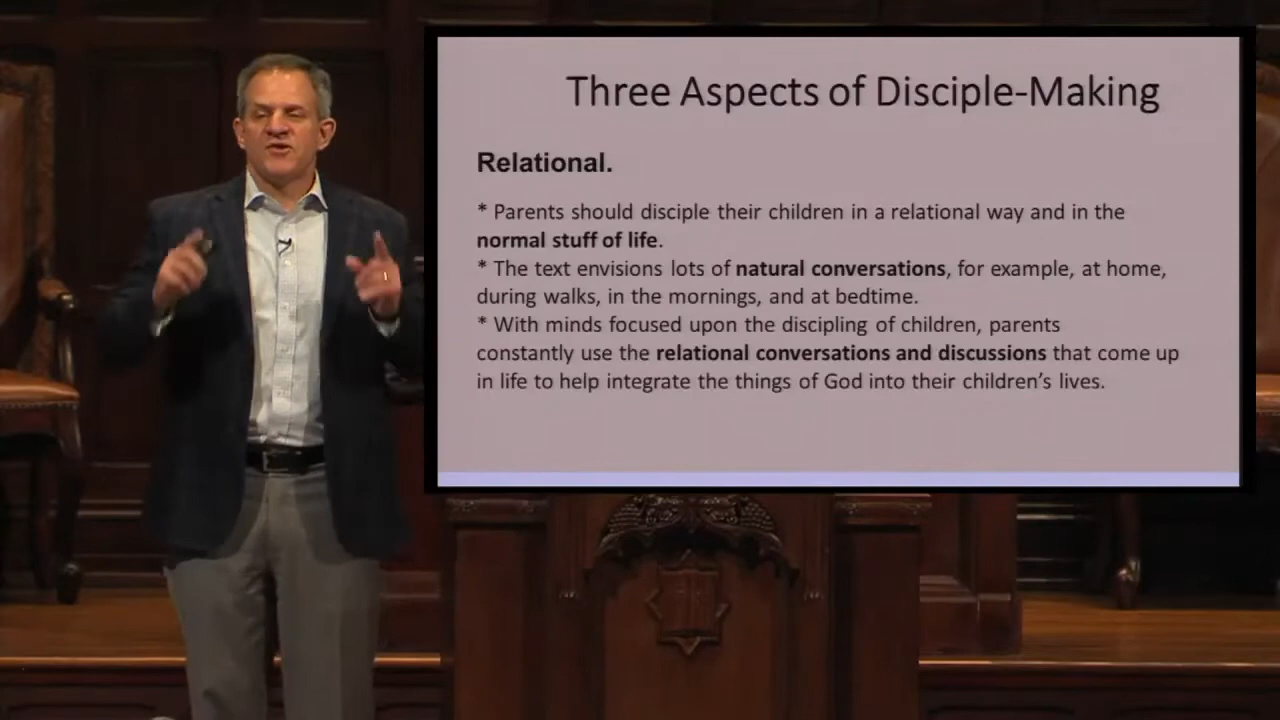 Three Aspects of Disciple-Making
Relational.
* Parents should disciple their children in a relational way and in the
normal stuff of life.
* The text envisions lots of natural conversations, for example, at home,
during walks, in the mornings, and at bedtime.
* With minds focused upon the discipling of children, parents
constantly use the relational conversations and discussions that come up
in life to help integrate the things of God into their children’s lives.